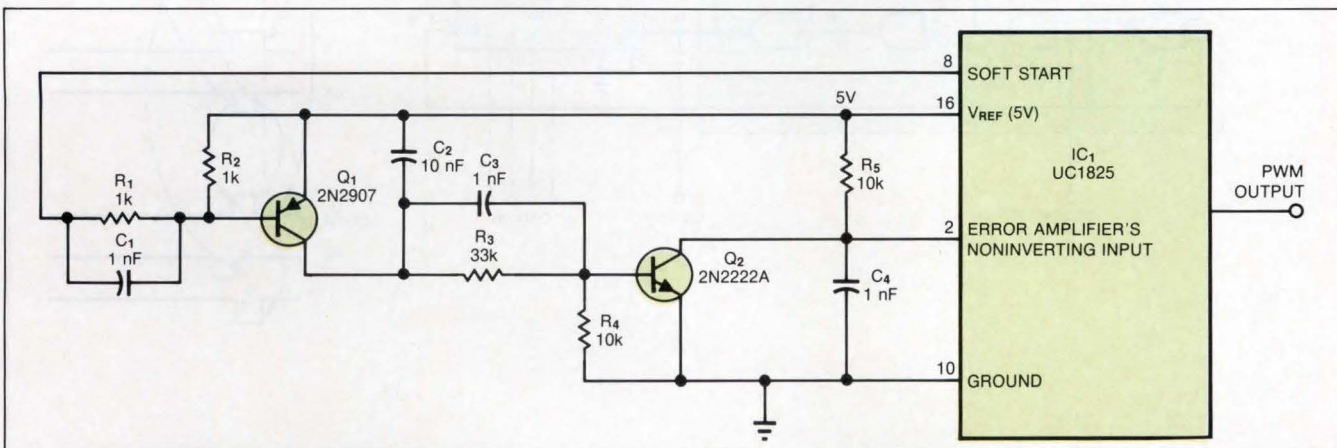 8
SOFT START
5V
16
VREF (5V)
R1
1k
C1
1 nF
R2
1k
Q1
2N2907
C2
10 nF
C3
1 nF
R3
33k
R4
10k
Q2
2N2222A
R5
10k
C4
1 nF
2
ERROR AMPLIFIER'S
NONINVERTING INPUT
10
GROUND
IC1
UC1825
PWM
OUTPUT